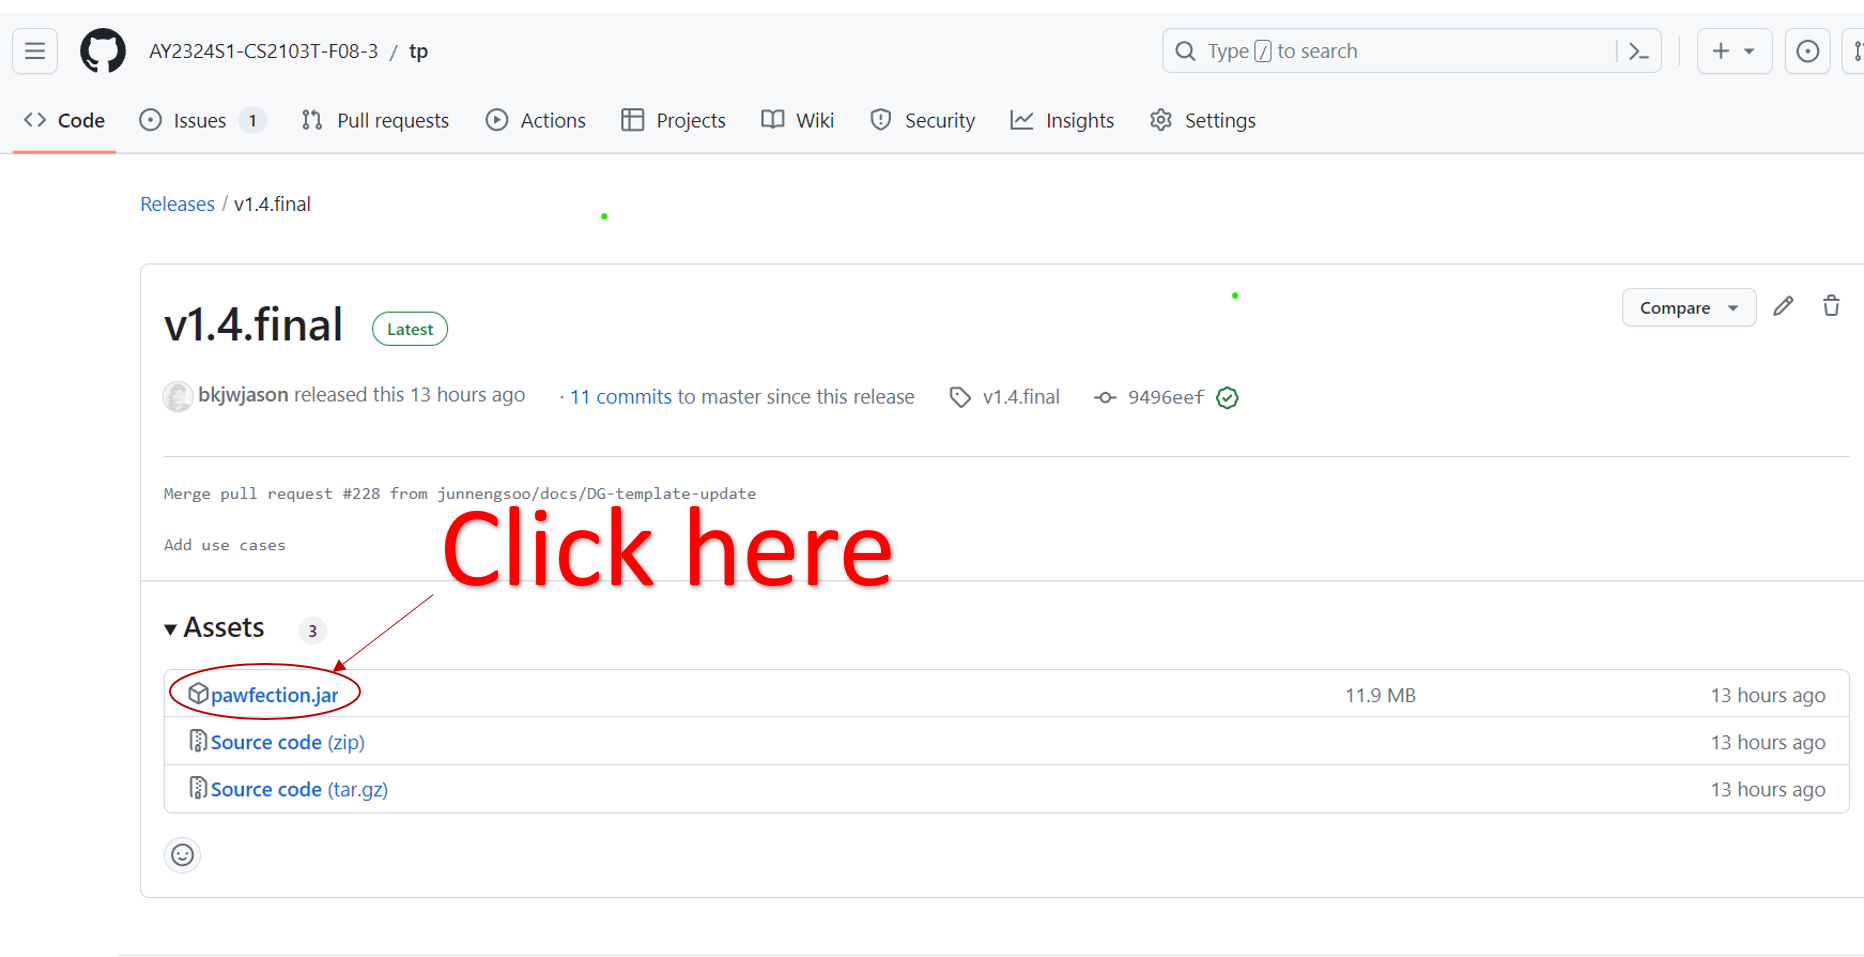 AY2324S1-CS2103T-F08-3 / tp
Type / to search
Code Issues 1 Pull requests Actions Projects Wiki Security Insights Settings
Releases / v1.4.final
v1.4.final Latest Compare
bkjwjason released this 13 hours ago · 11 commits to master since this release v1.4.final 9496eef
Merge pull request #228 from junnengsoo/docs/DG-template-update
Add use cases
Click here
Assets 3
pawfection.jar 11.9 MB 13 hours ago
Source code (zip) 13 hours ago
Source code (tar.gz) 13 hours ago